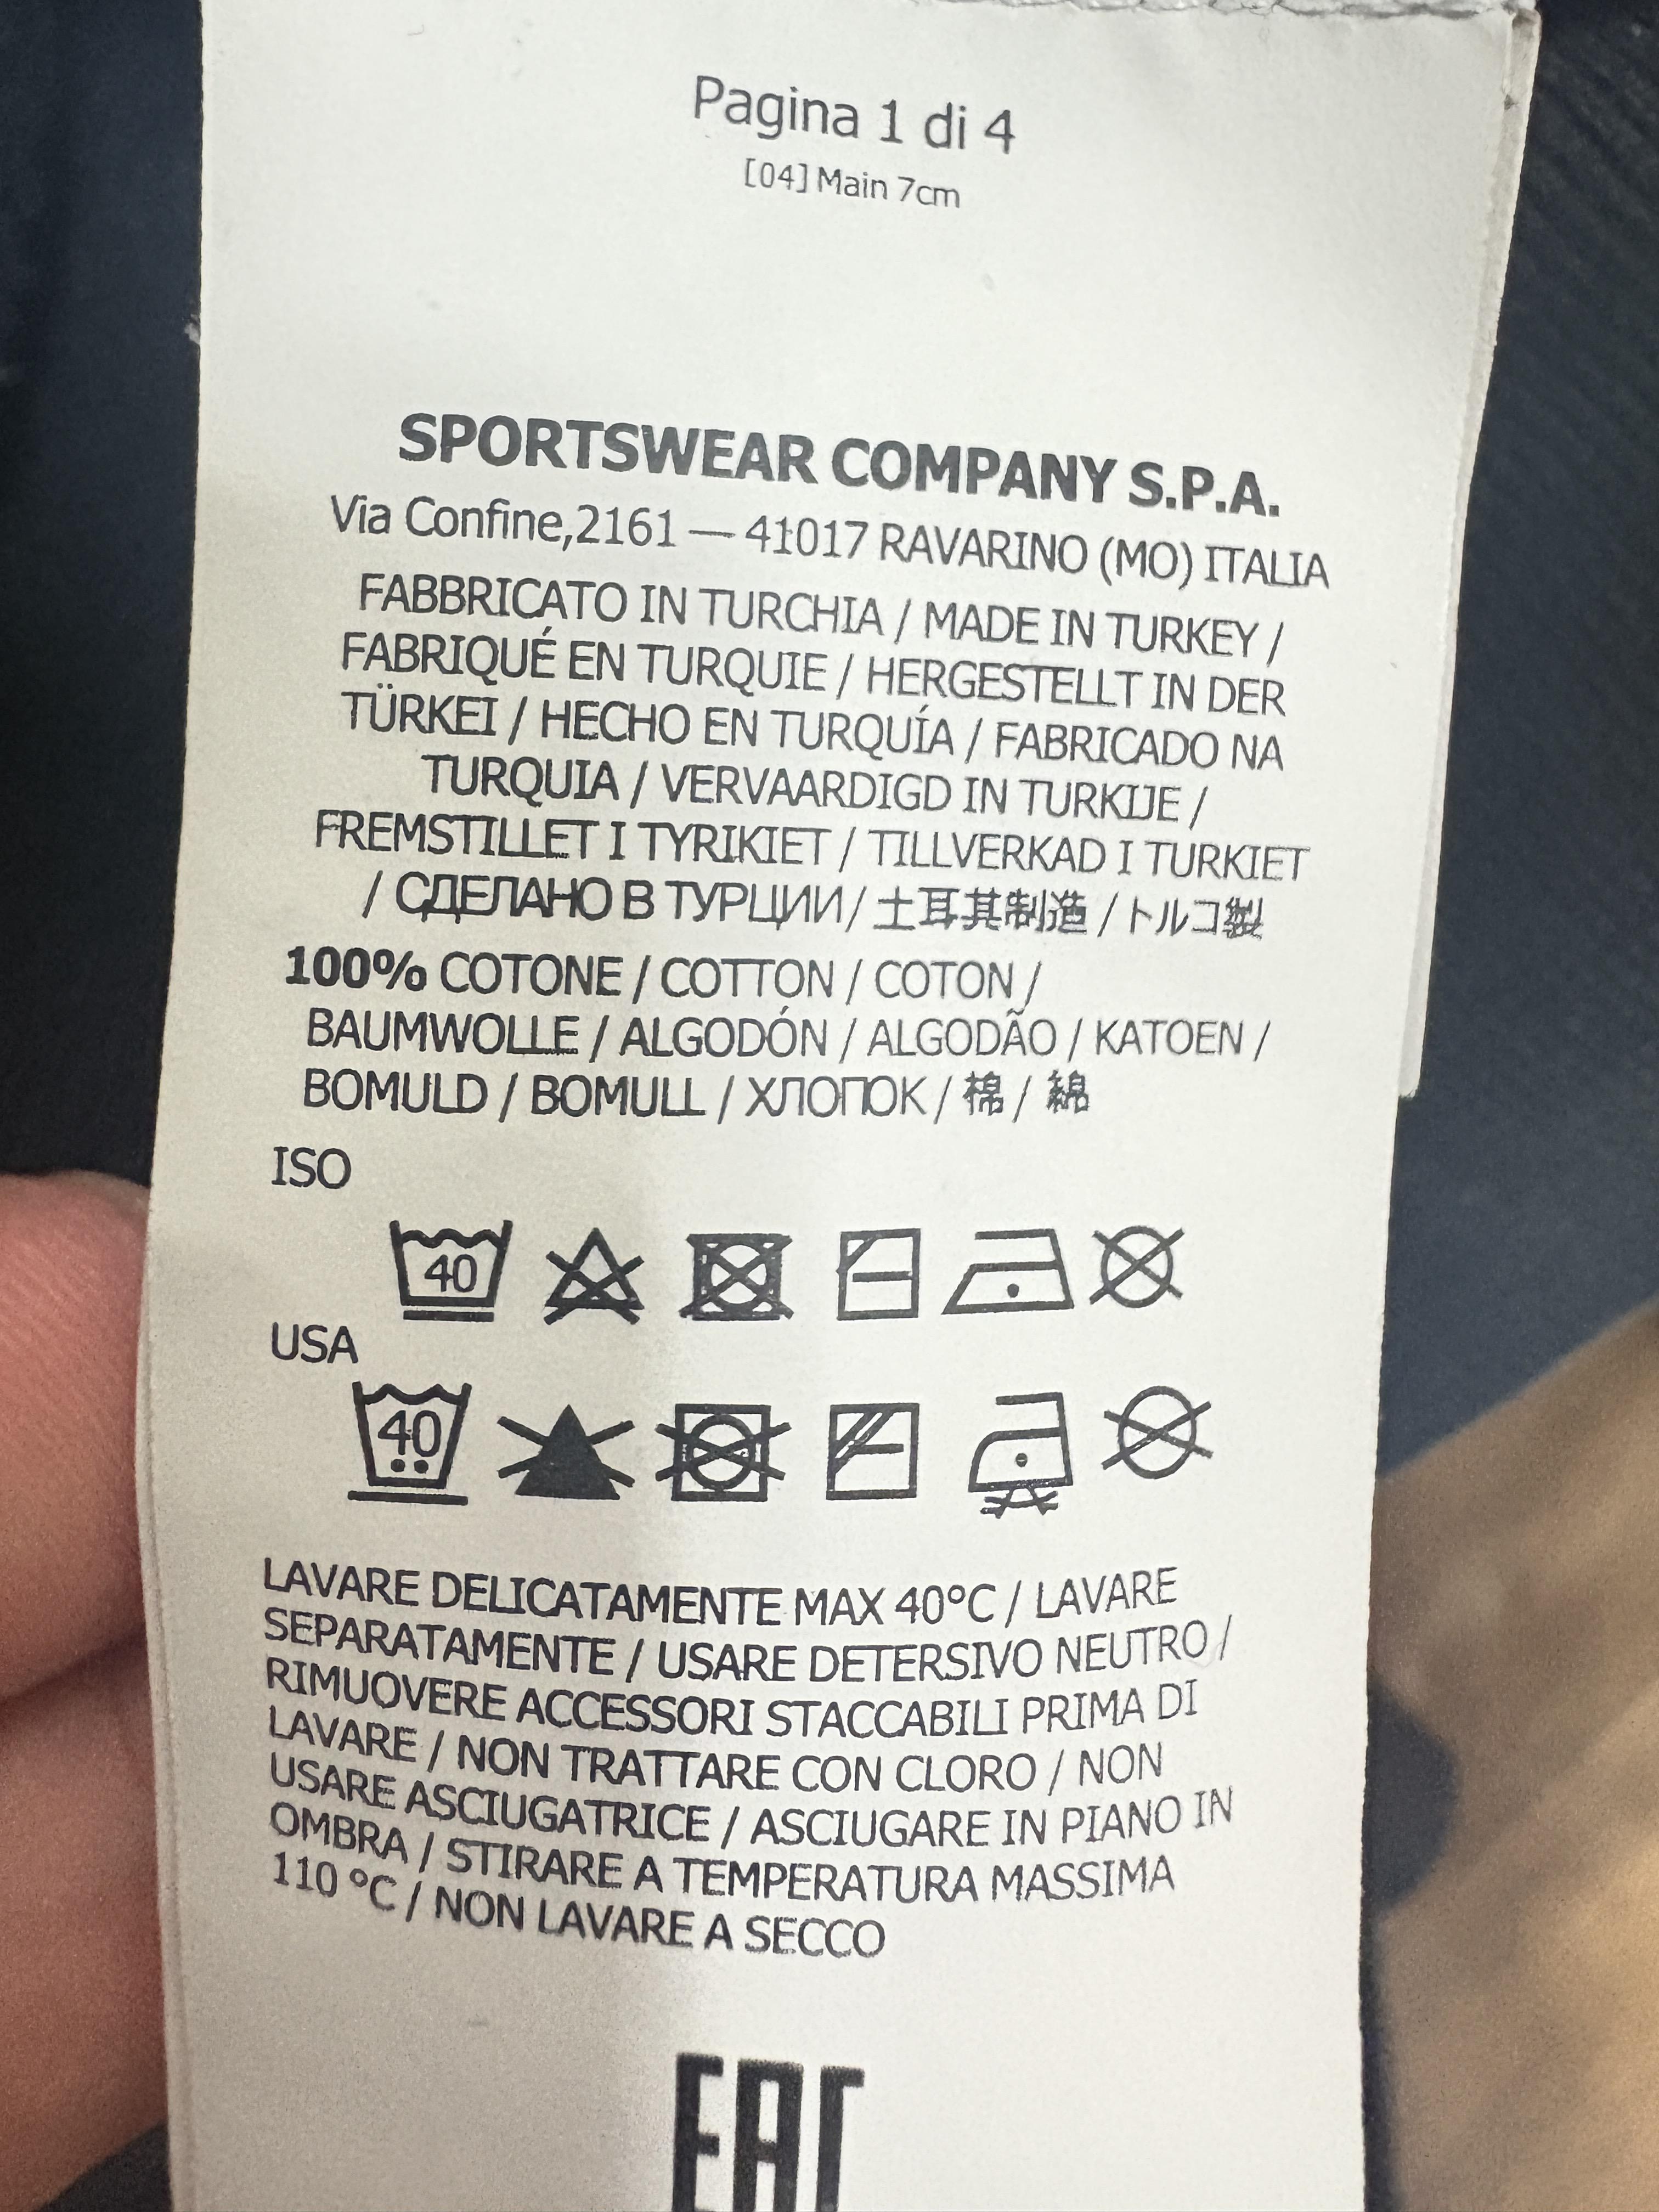 Pagina 1 di 4
[04] Main 7cm
SPORTSWEAR COMPANY S.P.A.
Via Confine,2161 — 41017 RAVARINO (MO) ITALIA
FABBRICATO IN TURCHIA / MADE IN TURKEY /
FABRIQUÉ EN TURQUIE / HERGESTELLT IN DER
TÜRKEI / HECHO EN TURQUÍA / FABRICADO NA
TURQUIA / VERVAARDIGD IN TURKIJE /
FREMSTILLET I TYRIKIET / TILLVERKAD I TURKIET
/ СДЕЛАНО В ТУРЦИИ/ 土耳其制造 / トルコ製
100% COTONE / COTTON / COTON /
BAUMWOLLE / ALGODÓN / ALGODÃO / KATOEN /
BOMULD / BOMULL / ХЛОПОК / 棉 / 綿
ISO
40
USA
40
LAVARE DELICATAMENTE MAX 40°C / LAVARE
SEPARATAMENTE / USARE DETERSIVO NEUTRO /
RIMUOVERE ACCESSORI STACCABILI PRIMA DI
LAVARE / NON TRATTARE CON CLORO / NON
USARE ASCIUGATRICE / ASCIUGARE IN PIANO IN
OMBRA / STIRARE A TEMPERATURA MASSIMA
110 °C / NON LAVARE A SECCO
EAC